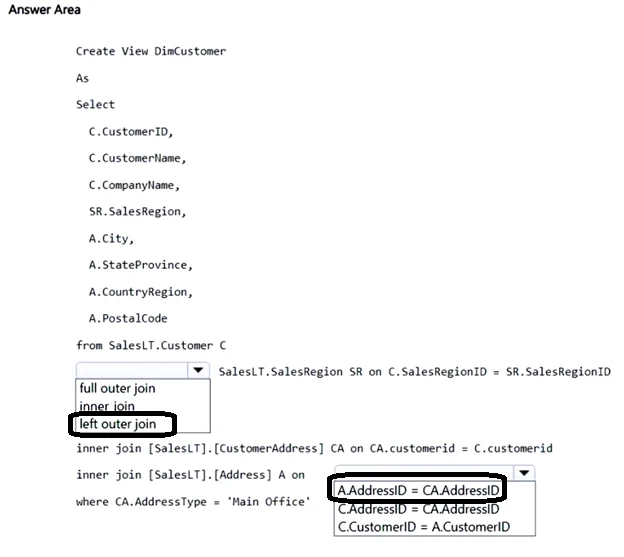 Answer Area
Create View DimCustomer
As
Select
C.CustomerID,
C.CustomerName,
C.CompanyName,
SR.SalesRegion,
A.City,
A.StateProvince,
A.CountryRegion,
A.PostalCode
from SalesLT.Customer C
SalesLT.SalesRegion SR on C.SalesRegionID = SR.SalesRegionID
full outer join
inner join
left outer join
inner join [SalesLT].[CustomerAddress] CA on CA.customerid = C.customerid
inner join [SalesLT].[Address] A on
A.AddressID = CA.AddressID
where CA.AddressType = 'Main Office'
C.AddressID = CA.AddressID
C.CustomerID = A.CustomerID